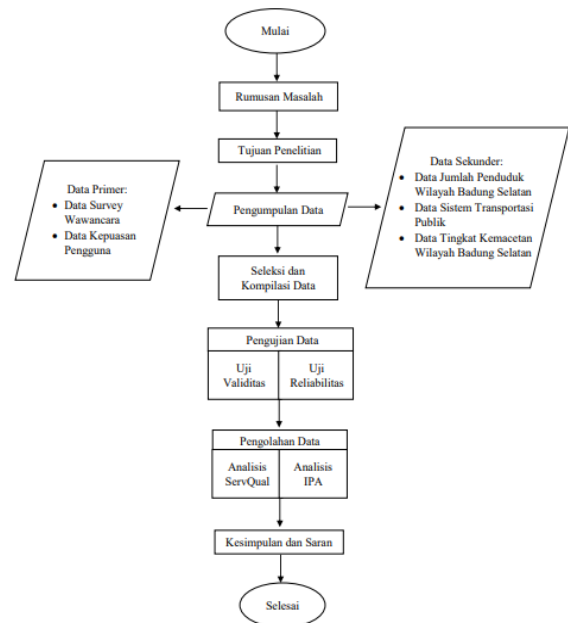 Mulai
Rumusan Masalah
Tujuan Penelitian
Pengumpulan Data
Data Primer:
• Data Survey
Wawancara
• Data Kepuasan
Pengguna
Data Sekunder:
• Data Jumlah Penduduk
Wilayah Badung Selatan
• Data Sistem Transportasi
Publik
• Data Tingkat Kemacetan
Wilayah Badung Selatan
Seleksi dan
Kompilasi Data
Pengujian Data
Uji
Validitas
Uji
Reliabilitas
Pengolahan Data
Analisis
ServQual
Analisis
IPA
Kesimpulan dan Saran
Selesai